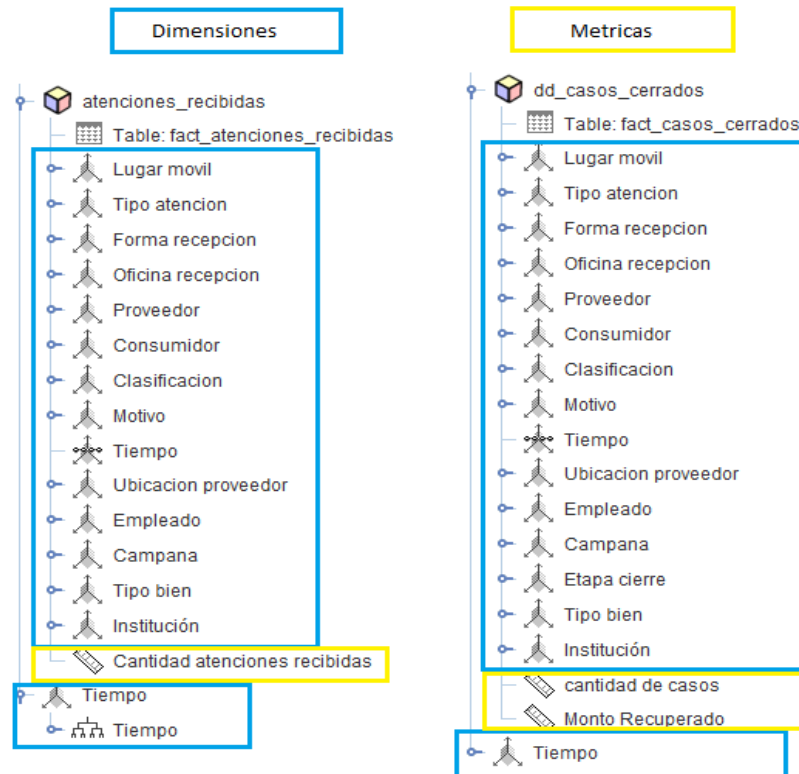 Dimensiones
atenciones_recibidas
Table: fact_atenciones_recibidas
Lugar movil
Tipo atencion
Forma recepcion
Oficina recepcion
Proveedor
Consumidor
Clasificacion
Motivo
Tiempo
Ubicacion proveedor
Empleado
Campana
Tipo bien
Institución
Cantidad atenciones recibidas
Tiempo
Tiempo
Metricas
dd_casos_cerrados
Table: fact_casos_cerrados
Lugar movil
Tipo atencion
Forma recepcion
Oficina recepcion
Proveedor
Consumidor
Clasificacion
Motivo
Tiempo
Ubicacion proveedor
Empleado
Campana
Etapa cierre
Tipo bien
Institución
cantidad de casos
Monto Recuperado
Tiempo